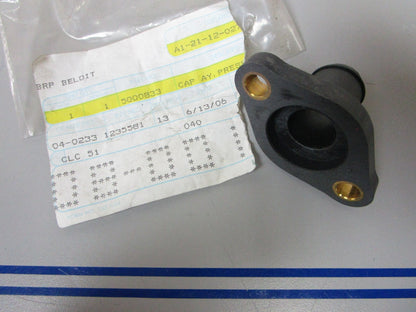 BRP BELOIT
A1-21-12-02
1 1 5000833 CAP AY, PRES
04-0233 1235581 13 6/13/06
CLC 51 040